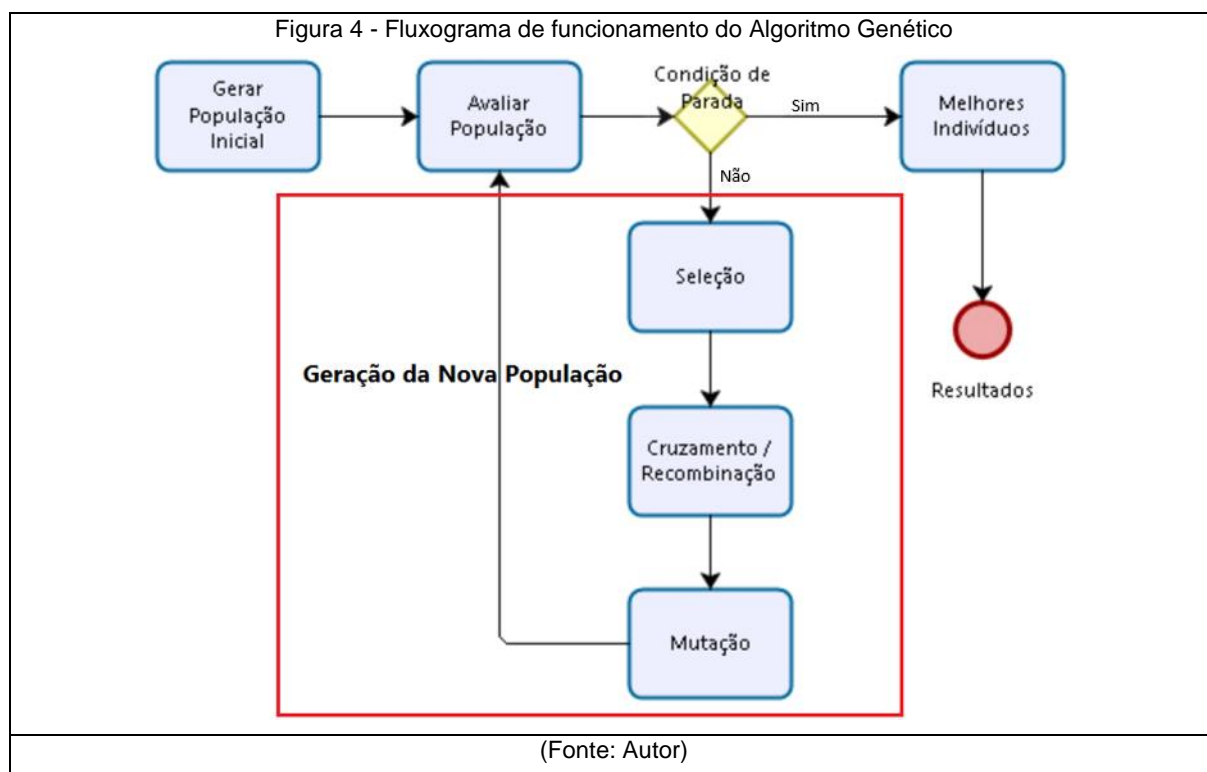 Figura 4 - Fluxograma de funcionamento do Algoritmo Genético
Gerar
População
Inicial
Avaliar
População
Condição de
Parada
Sim
Melhores
Indivíduos
Não
Seleção
Geração da Nova População
Resultados
Cruzamento /
Recombinação
Mutação
(Fonte: Autor)